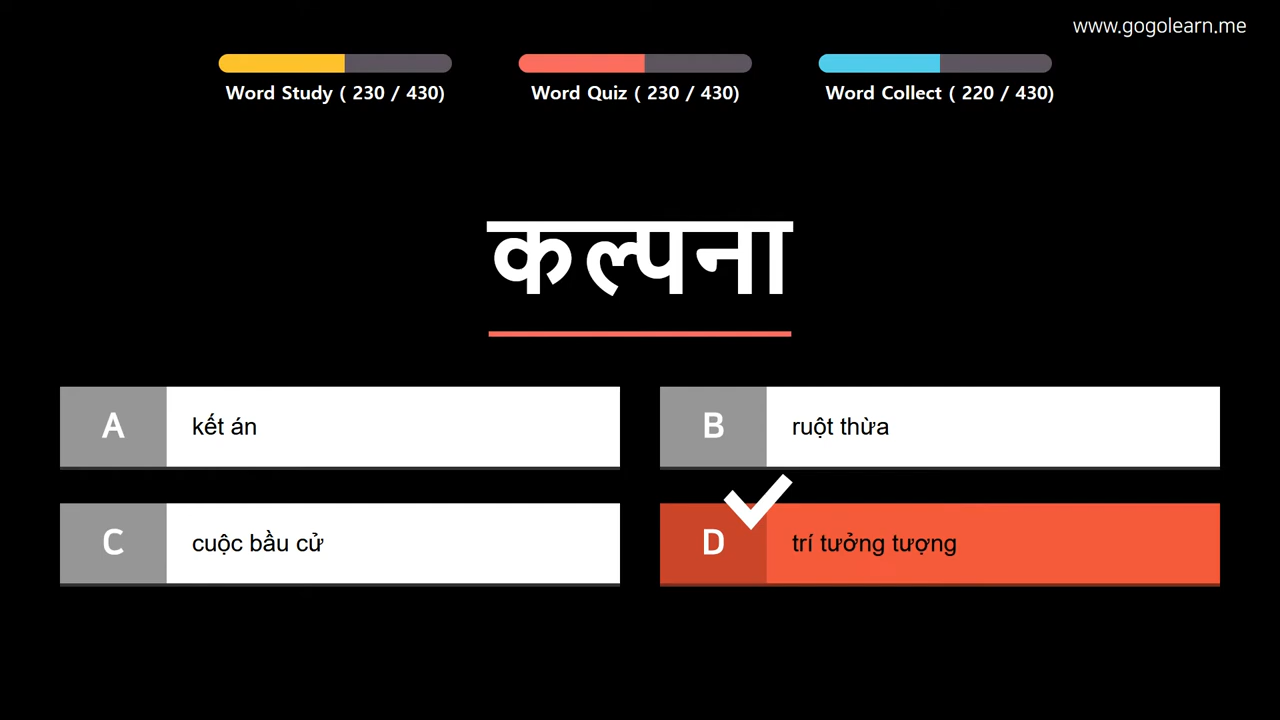 www.gogolearn.me
Word Study ( 230 / 430)
Word Quiz ( 230 / 430)
Word Collect ( 220 / 430)
कल्पना
A kết án
B ruột thừa
C cuộc bầu cử
D trí tưởng tượng